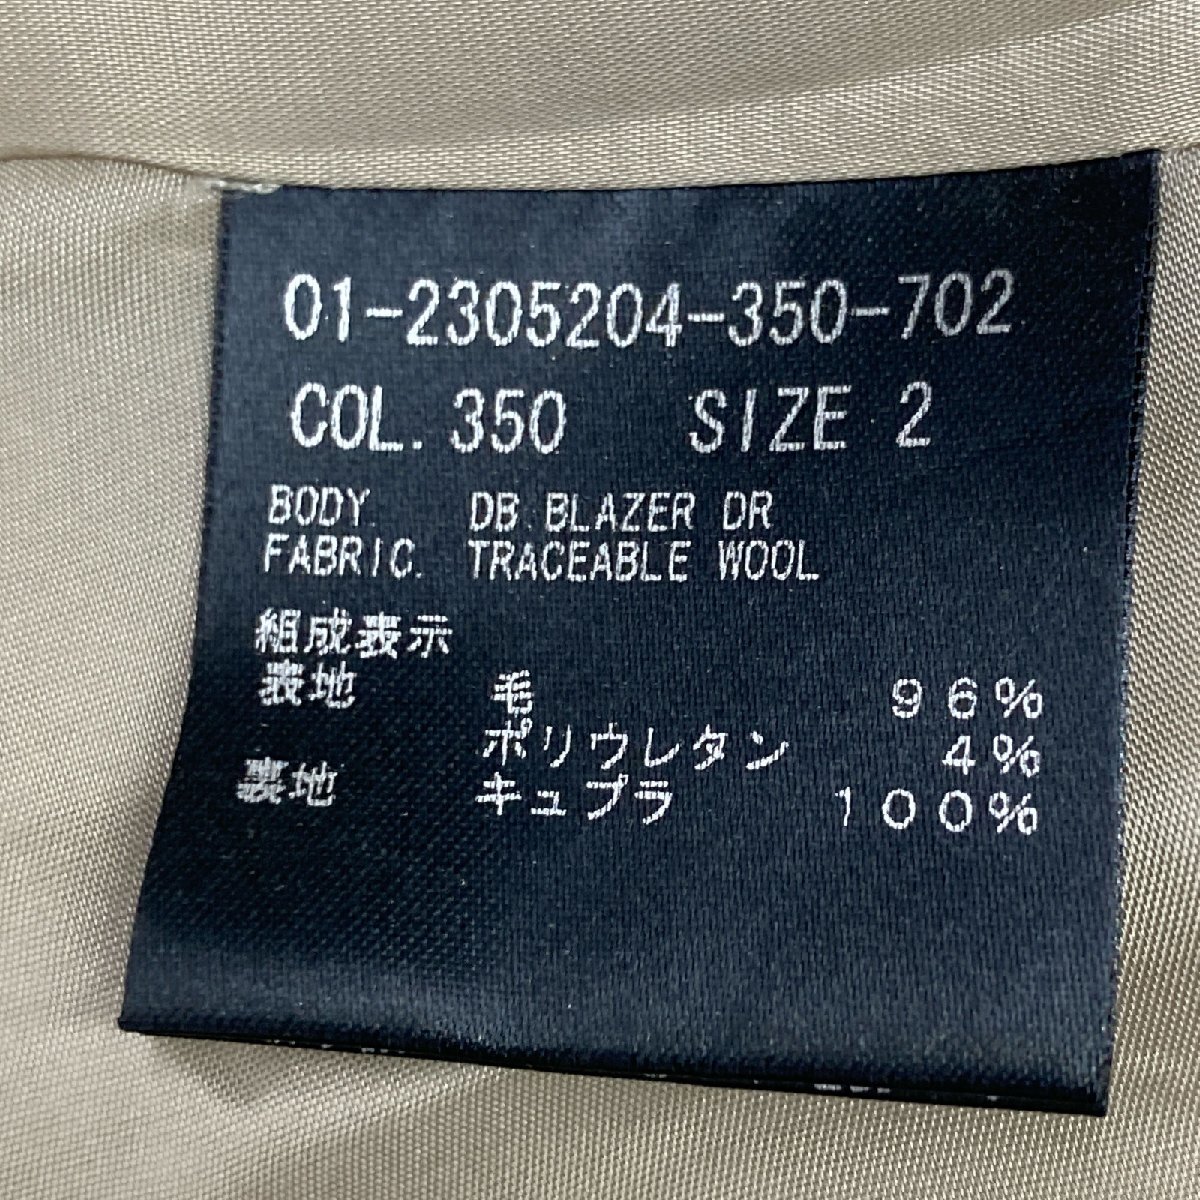 01-2305204-350-702
COL. 350 SIZE 2
BODY. DB.BLAZER DR
FABRIC. TRACEABLE WOOL
組成表示
表地 毛 96%
ポリウレタン 4%
裏地 キュプラ 100%